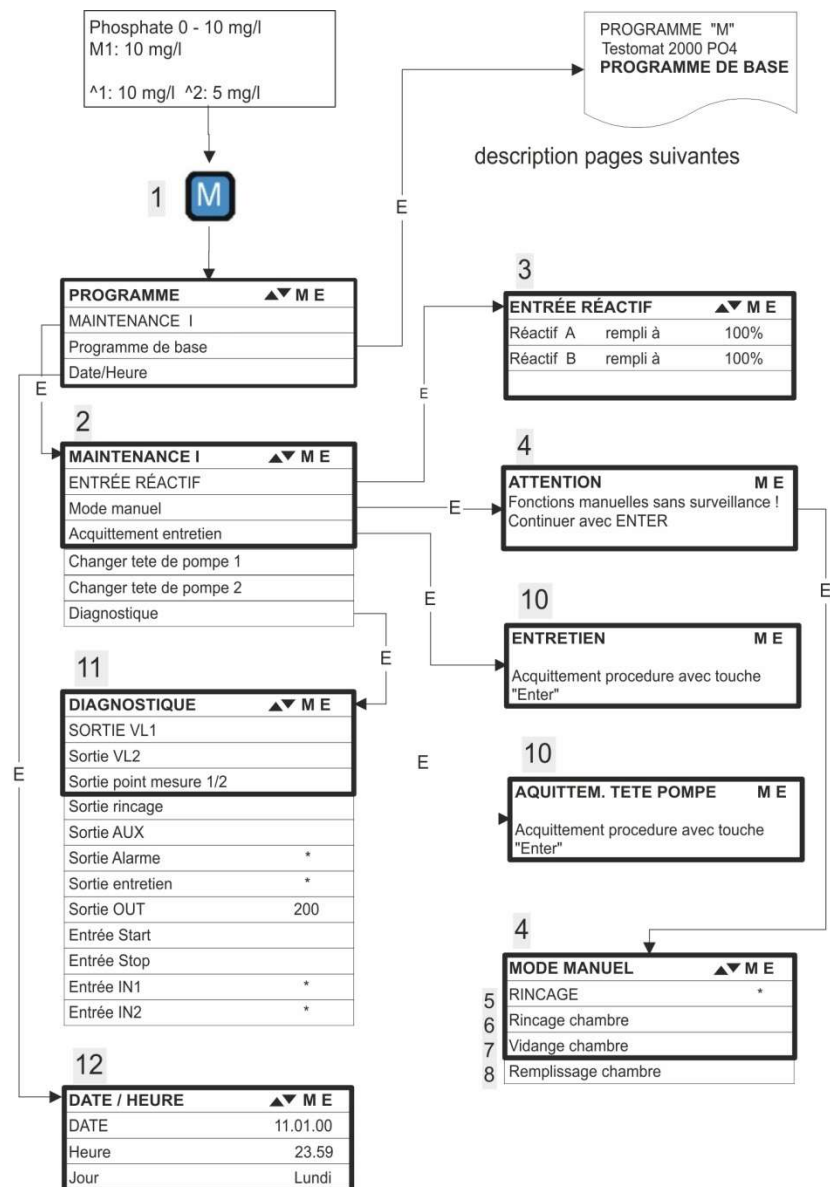 Phosphate 0 - 10 mg/l
M1: 10 mg/l
^1: 10 mg/l ^2: 5 mg/l
PROGRAMME "M"
Testomat 2000 PO4
PROGRAMME DE BASE
description pages suivantes
1
M
E
PROGRAMME ▲▼ M E
MAINTENANCE I
Programme de base
Date/Heure
E
3
ENTRÉE RÉACTIF ▲▼ M E
Réactif A rempli à 100%
Réactif B rempli à 100%
E
2
MAINTENANCE I ▲▼ M E
ENTRÉE RÉACTIF
Mode manuel
Acquittement entretien
Changer tete de pompe 1
Changer tete de pompe 2
Diagnostique
E
E
E
4
ATTENTION M E
Fonctions manuelles sans surveillance !
Continuer avec ENTER
E
10
ENTRETIEN M E
Acquittement procedure avec touche
"Enter"
11
DIAGNOSTIQUE ▲▼ M E
SORTIE VL1
Sortie VL2
Sortie point mesure 1/2
Sortie rincage
Sortie AUX
Sortie Alarme *
Sortie entretien *
Sortie OUT 200
Entrée Start
Entrée Stop
Entrée IN1 *
Entrée IN2 *
E
E
10
AQUITTEM. TETE POMPE M E
Acquittement procedure avec touche
"Enter"
4
MODE MANUEL ▲▼ M E
5 RINCAGE *
6 Rincage chambre
7 Vidange chambre
8 Remplissage chambre
12
DATE / HEURE ▲▼ M E
DATE 11.01.00
Heure 23.59
Jour Lundi